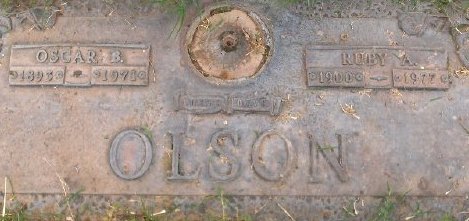 OSCAR B.
1893 1971
RUBY A.
1900 1977
OLSON